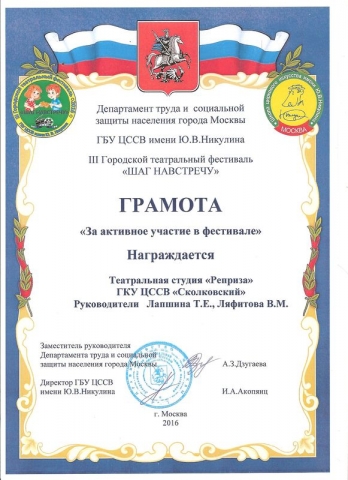 Департамент труда и социальной
защиты населения города Москвы
ГБУ ЦССВ имени Ю.В.Никулина
III Городской театральный фестиваль
«ШАГ НАВСТРЕЧУ»
МОСКВА
ГРАМОТА
«За активное участие в фестивале»
Награждается
Театральная студия «Реприза»
ГКУ ЦССВ «Сколковский»
Руководители Лапшина Т.Е., Ляфитова В.М.
Заместитель руководителя
Департамента труда и социальной
защиты населения города Москвы А.З.Дзугаева
Директор ГБУ ЦССВ
имени Ю.В.Никулина И.А.Акопянц
г. Москва
2016